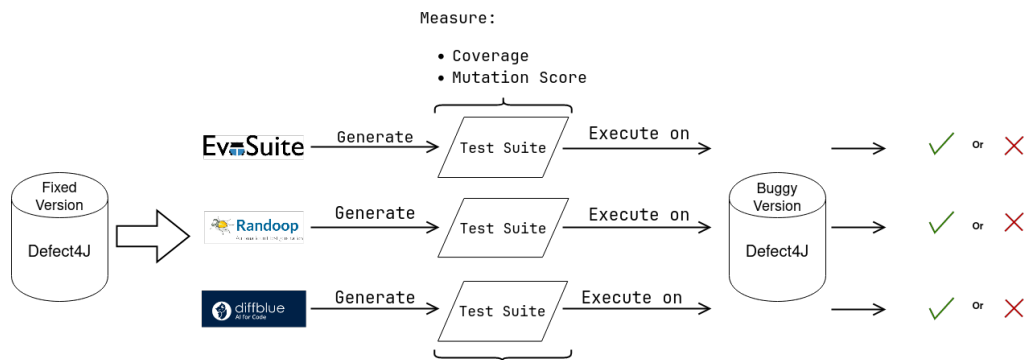 Measure:
• Coverage
• Mutation Score
EvoSuite
Generate
Test Suite
Execute on
or
Fixed
Version
Defect4J
Randoop
Generate
Test Suite
Execute on
Buggy
Version
Defect4J
or
diffblue
AI for Code
Generate
Test Suite
Execute on
or